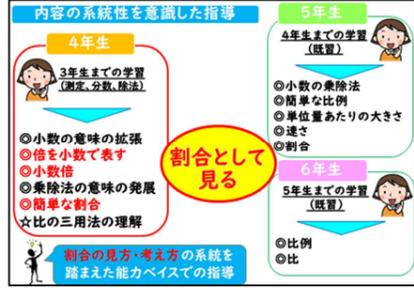 内容の系統性を意識した指導
4年生
3年生までの学習
(測定、分数、除法)
◎小数の意味の拡張
◎倍を小数で表す
◎小数倍
◎乗除法の意味の発展
◎簡単な割合
☆比の三用法の理解
割合として
見る
割合の見方・考え方の系統を
踏まえた能力ベイスでの指導
5年生
4年生までの学習
(既習)
◎小数の乗除法
◎簡単な比例
◎単位量あたりの大きさ
◎速さ
◎割合
6年生
5年生までの学習
(既習)
◎比例
◎比